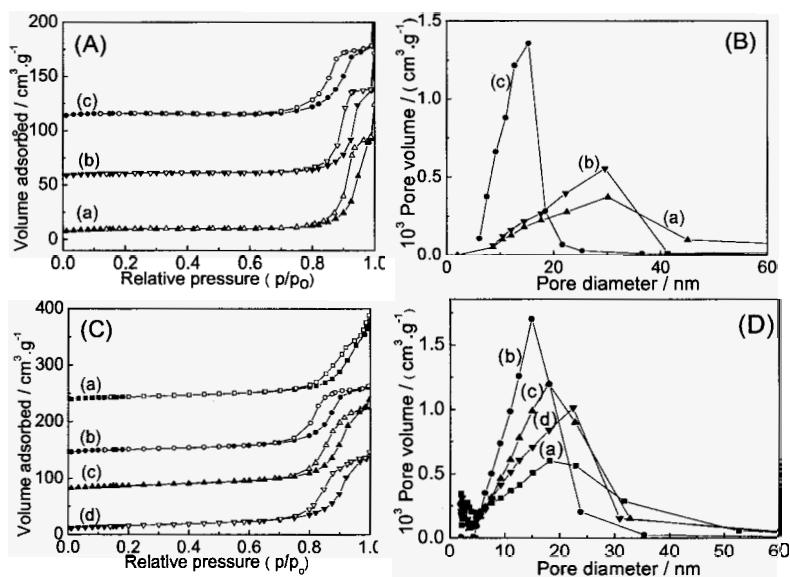 (A)
200
150
100
50
0
Volume adsorbed / cm³.g⁻¹
(c)
(b)
(a)
0.0 0.2 0.4 0.6 0.8 1.0
Relative pressure ( p/p₀)
(B)
1.5
1.0
0.5
0.0
10³ Pore volume / (cm³.g⁻¹)
(c)
(b)
(a)
0 20 40 60
Pore diameter / nm
(C)
400
300
200
100
0
Volume adsorbed / cm³.g⁻¹
(a)
(b)
(c)
(d)
0.0 0.2 0.4 0.6 0.8 1.0
Relative pressure ( p/p₀)
(D)
1.5
1.0
0.5
0.0
10³ Pore volume / (cm³.g⁻¹)
(b)
(c)
(d)
(a)
0 10 20 30 40 50 60
Pore diameter / nm